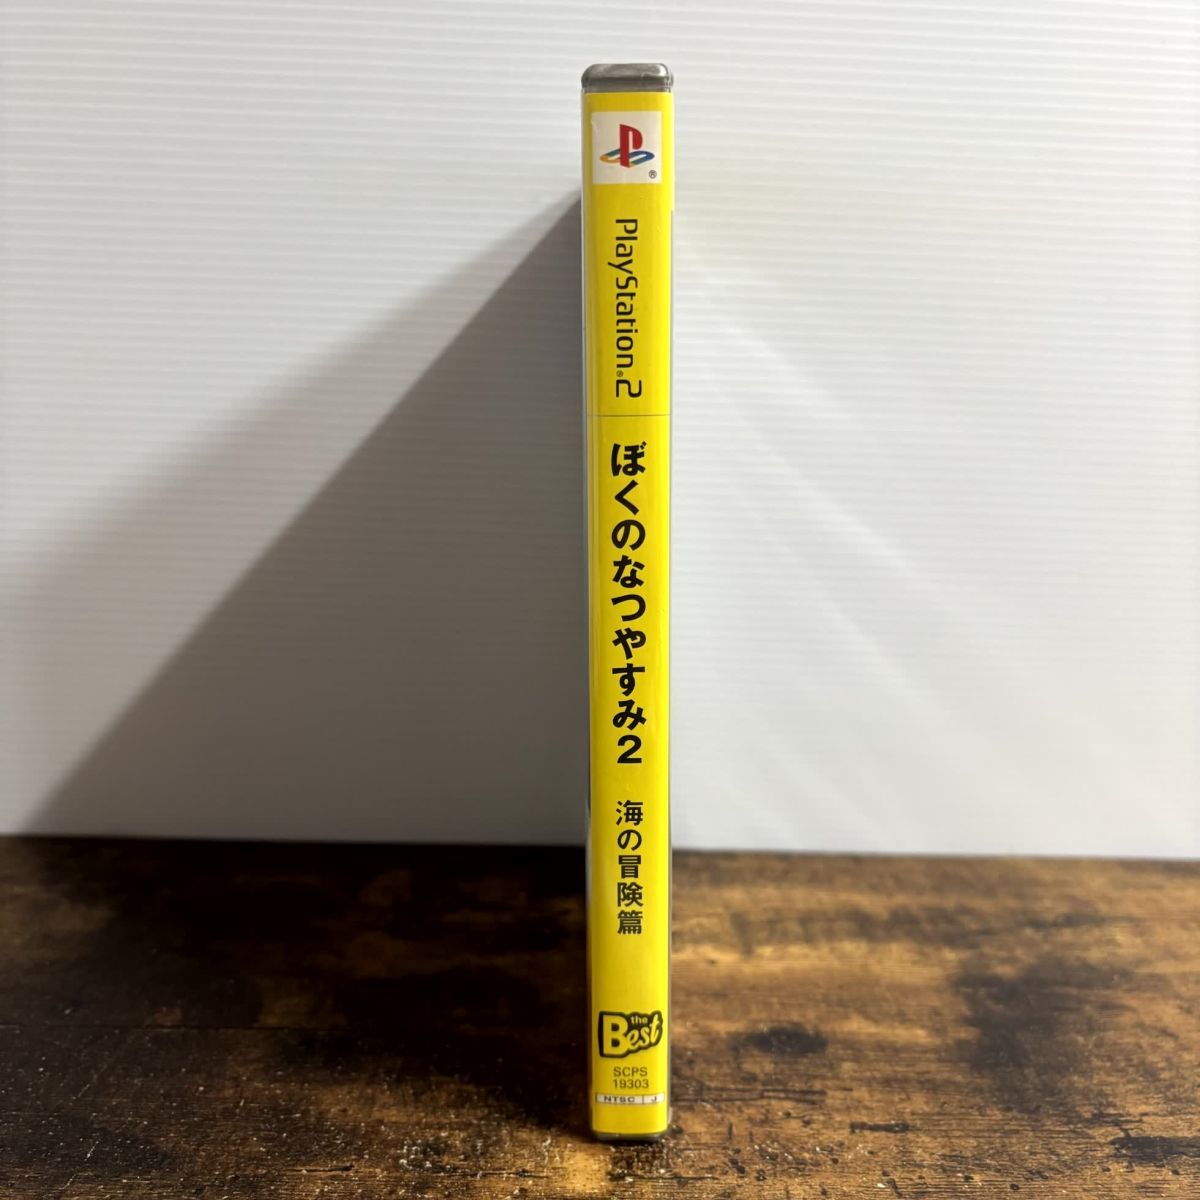 PlayStation®2
ぼくのなつやすみ2
海の冒険篇
the
Best
SCPS
19303
NTSC J